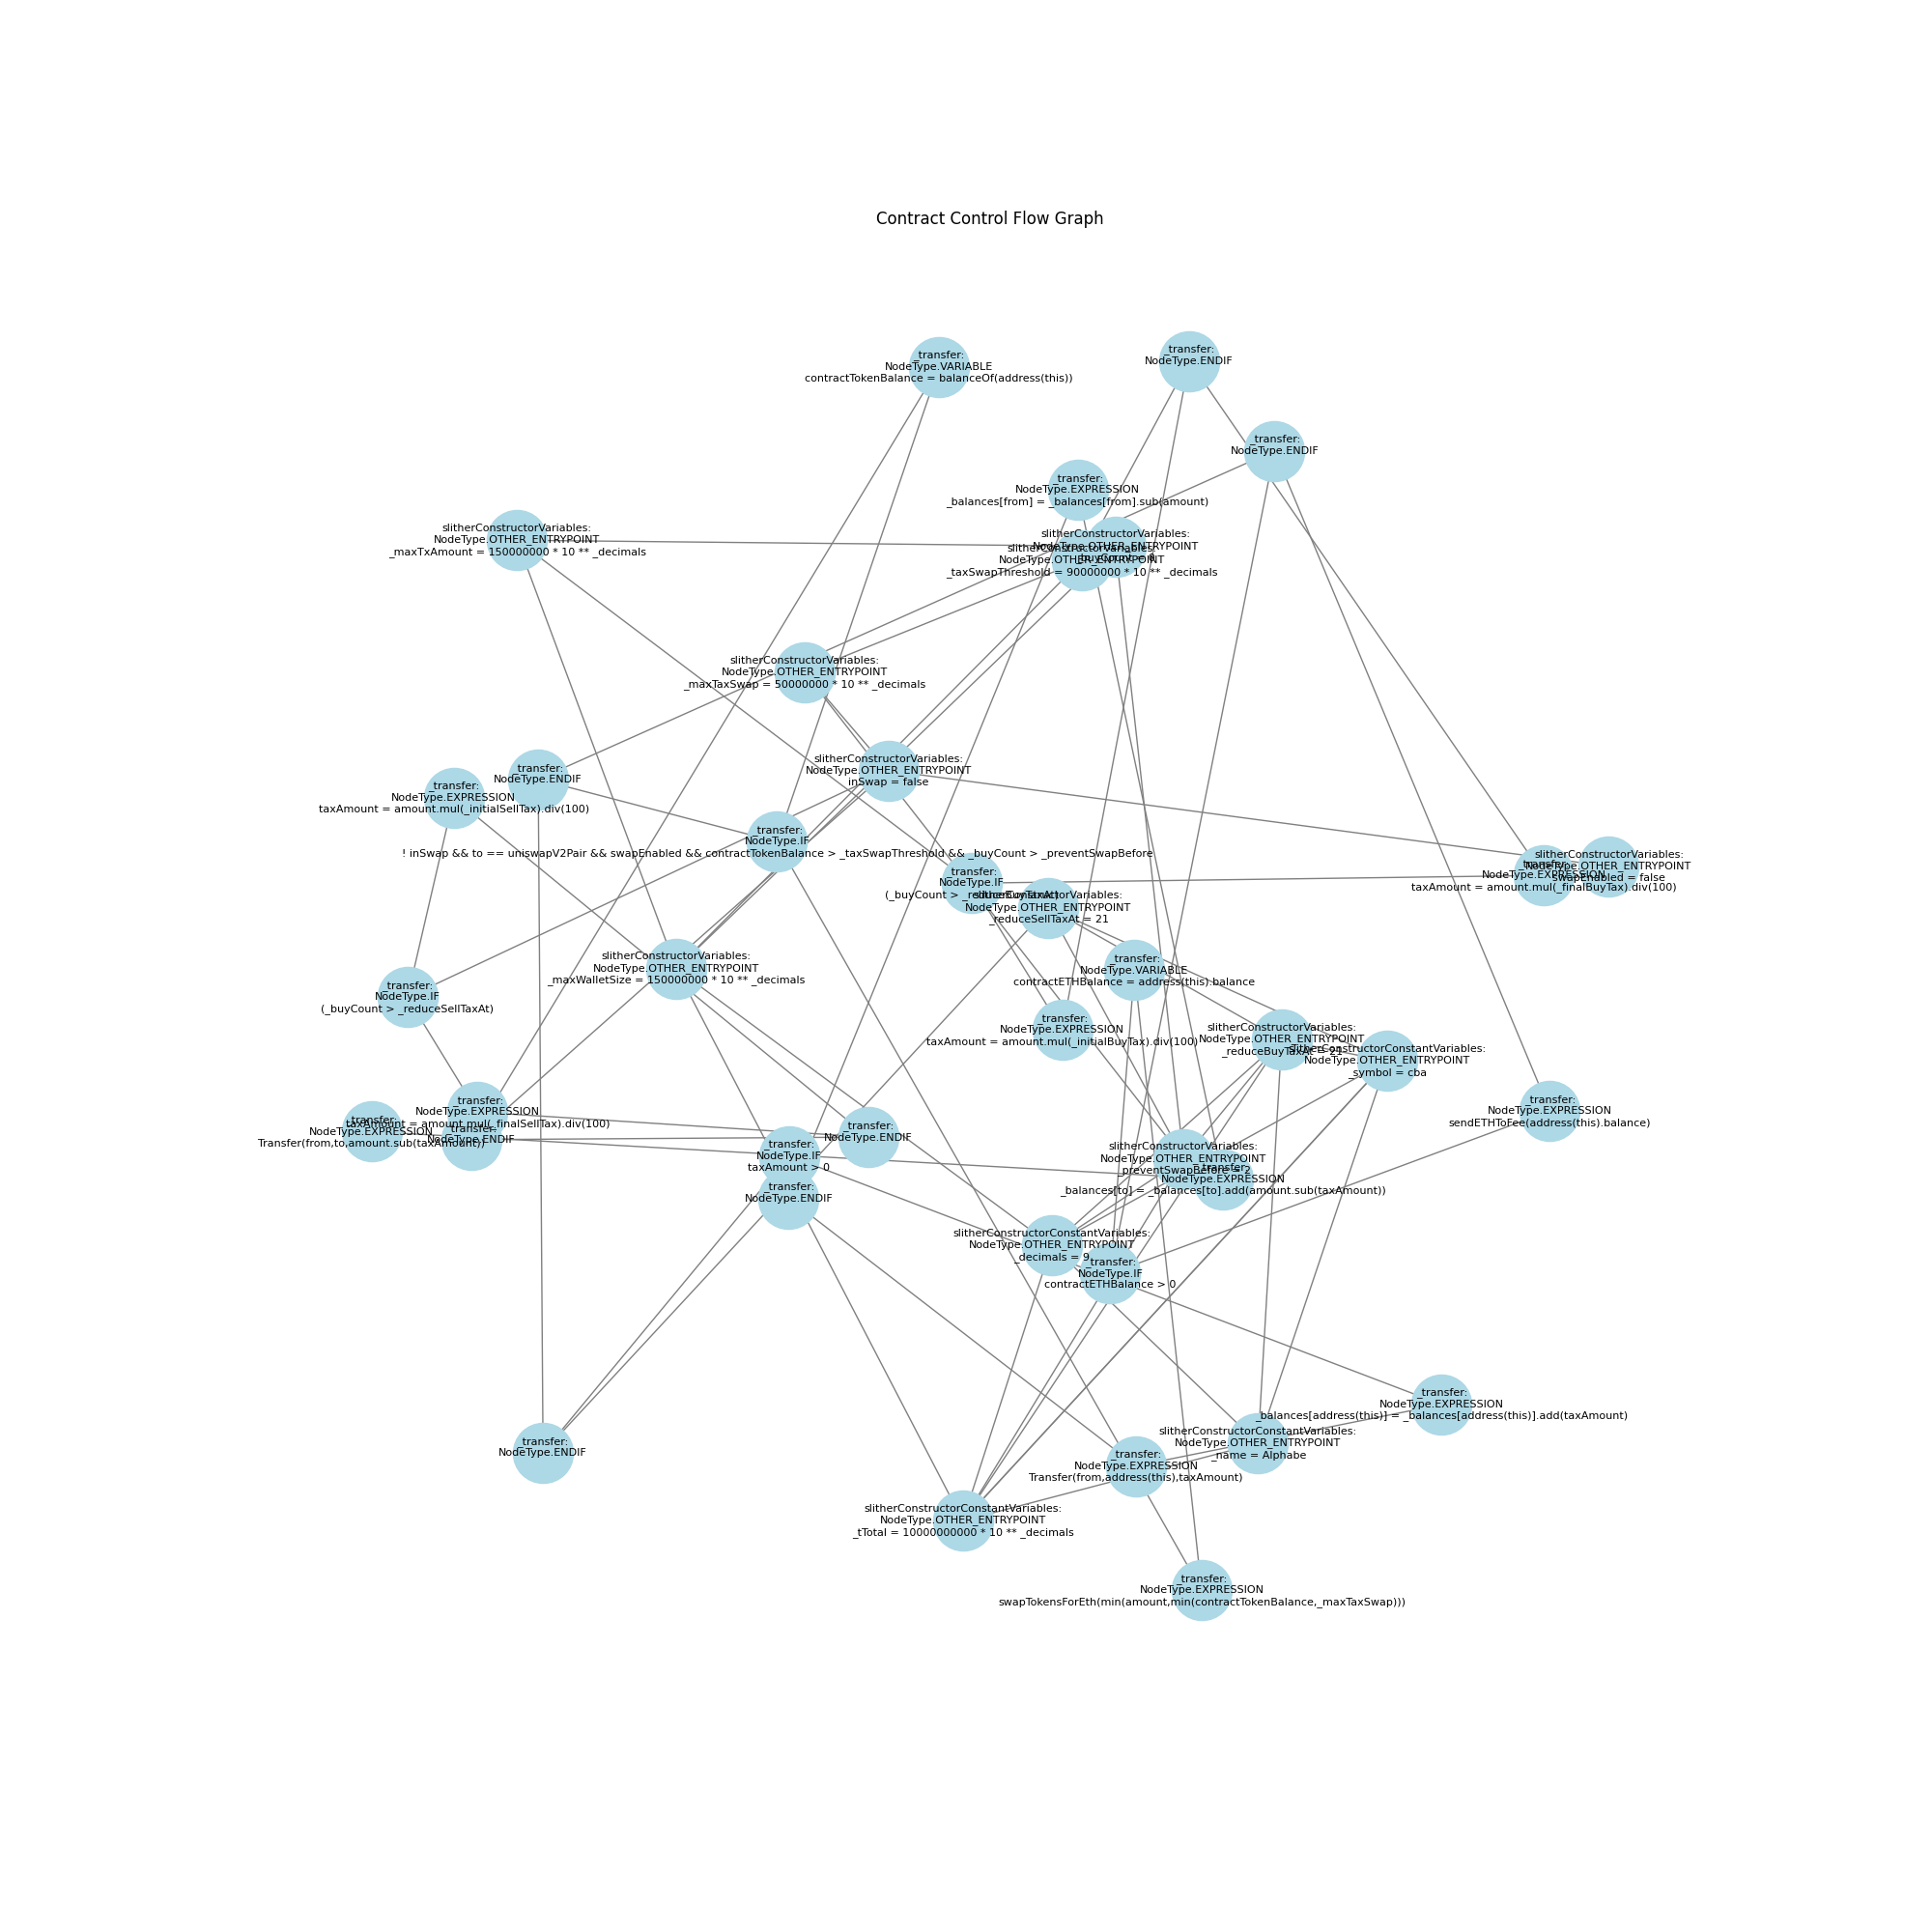 Contract Control Flow Graph
_transfer:
NodeType.VARIABLE
contractTokenBalance = balanceOf(address(this))
_transfer:
NodeType.ENDIF
_transfer:
NodeType.ENDIF
_transfer:
NodeType.EXPRESSION
_balances[from] = _balances[from].sub(amount)
slitherConstructorVariables:
NodeType.OTHER_ENTRYPOINT
_maxTxAmount = 150000000 * 10 ** _decimals
slitherConstructorVariables:
NodeType.OTHER_ENTRYPOINT
slitherConstructorVariables:
NodeType.OTHER_ENTRYPOINT
_taxSwapThreshold = 90000000 * 10 ** _decimals
slitherConstructorVariables:
NodeType.OTHER_ENTRYPOINT
_maxTaxSwap = 50000000 * 10 ** _decimals
slitherConstructorVariables:
NodeType.OTHER_ENTRYPOINT
inSwap = false
_transfer:
NodeType.ENDIF
_transfer:
NodeType.EXPRESSION
taxAmount = amount.mul(_initialSellTax).div(100)
_transfer:
NodeType.IF
! inSwap && to == uniswapV2Pair && swapEnabled && contractTokenBalance > _taxSwapThreshold && _buyCount > _preventSwapBefore
slitherConstructorVariables:
NodeType.OTHER_ENTRYPOINT
swapEnabled = false
_transfer:
NodeType.EXPRESSION
taxAmount = amount.mul(_finalBuyTax).div(100)
_transfer:
NodeType.IF
(_buyCount > _reduceBuyTaxAt)
slitherConstructorVariables:
NodeType.OTHER_ENTRYPOINT
_reduceSellTaxAt = 21
slitherConstructorVariables:
NodeType.OTHER_ENTRYPOINT
_maxWalletSize = 150000000 * 10 ** _decimals
_transfer:
NodeType.VARIABLE
contractETHBalance = address(this).balance
_transfer:
NodeType.IF
(_buyCount > _reduceSellTaxAt)
_transfer:
NodeType.EXPRESSION
taxAmount = amount.mul(_initialBuyTax).div(100)
slitherConstructorVariables:
NodeType.OTHER_ENTRYPOINT
_reduceBuyTaxAt = 21
slitherConstructorConstantVariables:
NodeType.OTHER_ENTRYPOINT
_symbol = cba
_transfer:
NodeType.EXPRESSION
taxAmount = amount.mul(_finalSellTax).div(100)
_transfer:
NodeType.EXPRESSION
Transfer(from,to,amount.sub(taxAmount))
_transfer:
NodeType.ENDIF
_transfer:
NodeType.ENDIF
_transfer:
NodeType.EXPRESSION
sendETHToFee(address(this).balance)
_transfer:
NodeType.IF
taxAmount > 0
_transfer:
NodeType.ENDIF
slitherConstructorVariables:
NodeType.OTHER_ENTRYPOINT
_preventSwapBefore = 2
_transfer:
NodeType.EXPRESSION
_balances[to] = _balances[to].add(amount.sub(taxAmount))
slitherConstructorConstantVariables:
NodeType.OTHER_ENTRYPOINT
_decimals = 9
_transfer:
NodeType.IF
contractETHBalance > 0
_transfer:
NodeType.EXPRESSION
_balances[address(this)] = _balances[address(this)].add(taxAmount)
slitherConstructorConstantVariables:
NodeType.OTHER_ENTRYPOINT
_name = Alphabe
_transfer:
NodeType.ENDIF
_transfer:
NodeType.EXPRESSION
Transfer(from,address(this),taxAmount)
slitherConstructorConstantVariables:
NodeType.OTHER_ENTRYPOINT
_tTotal = 10000000000 * 10 ** _decimals
_transfer:
NodeType.EXPRESSION
swapTokensForEth(min(amount,min(contractTokenBalance,_maxTaxSwap)))